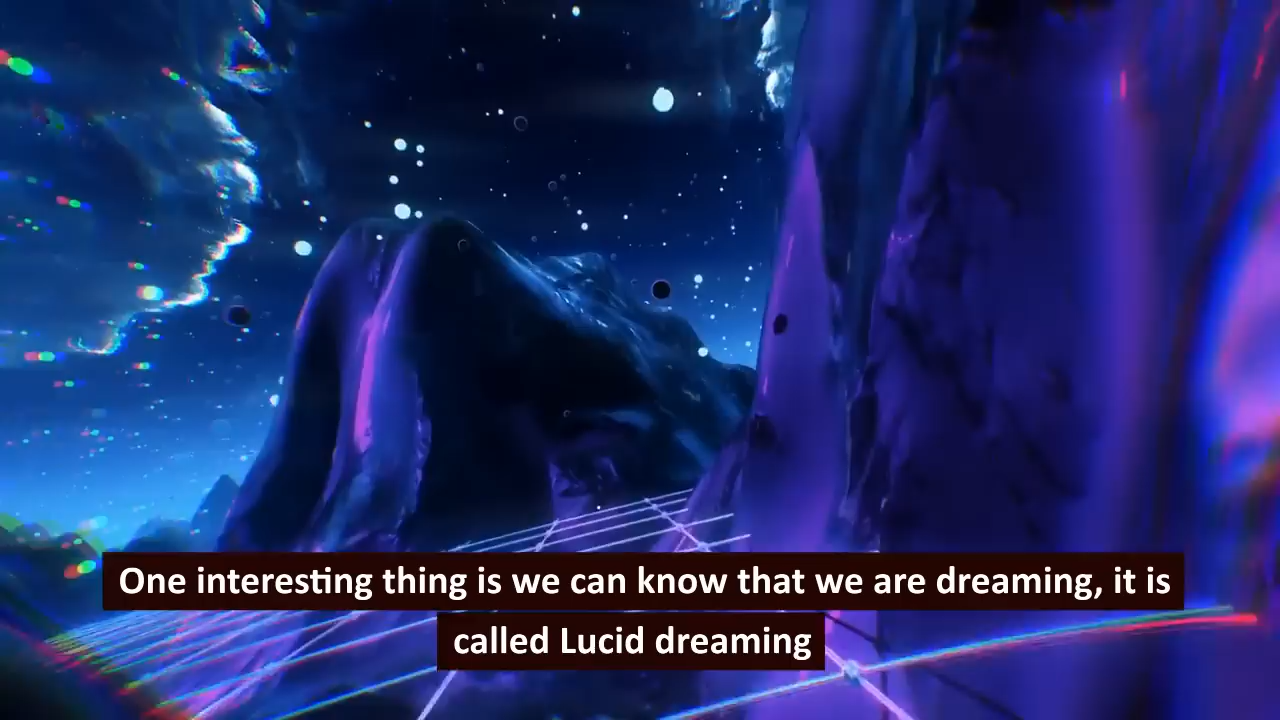 One interesting thing is we can know that we are dreaming, it is
called Lucid dreaming